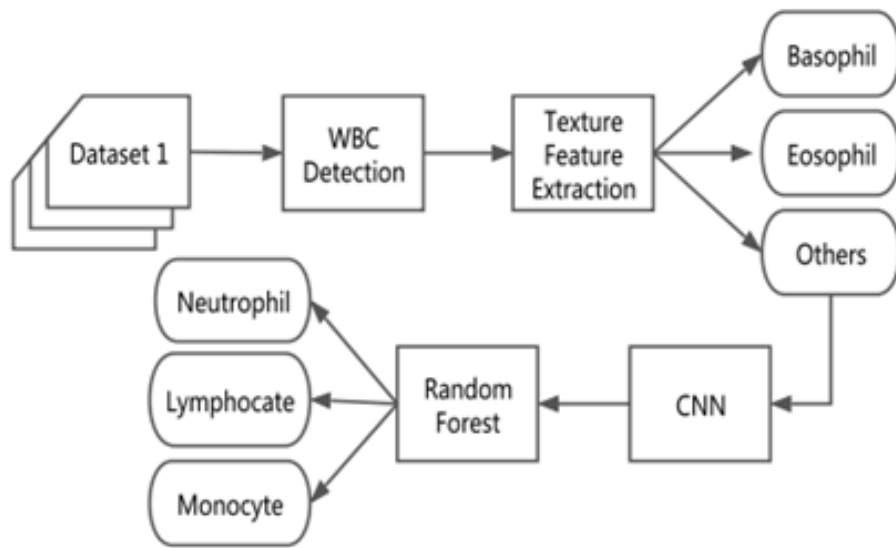 Dataset 1
WBC
Detection
Texture
Feature
Extraction
Basophil
Eosophil
Others
CNN
Random
Forest
Neutrophil
Lymphocate
Monocyte